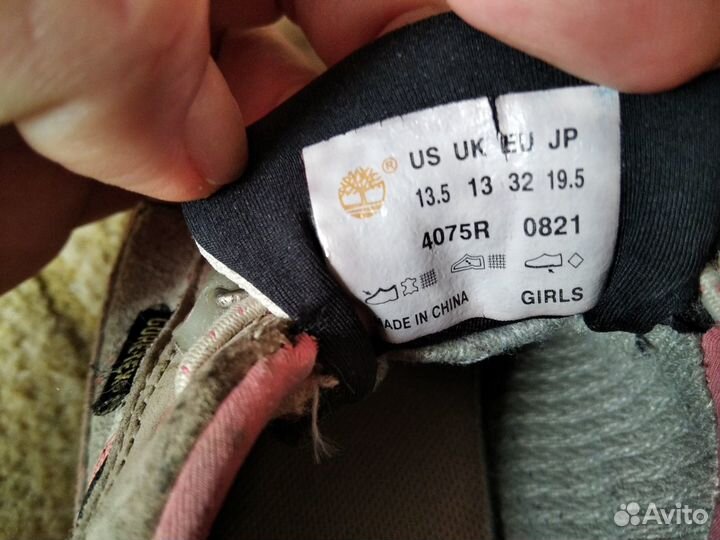 US UK EU JP
13.5 13 32 19.5
4075R 0821
ADE IN CHINA GIRLS
®
Avito